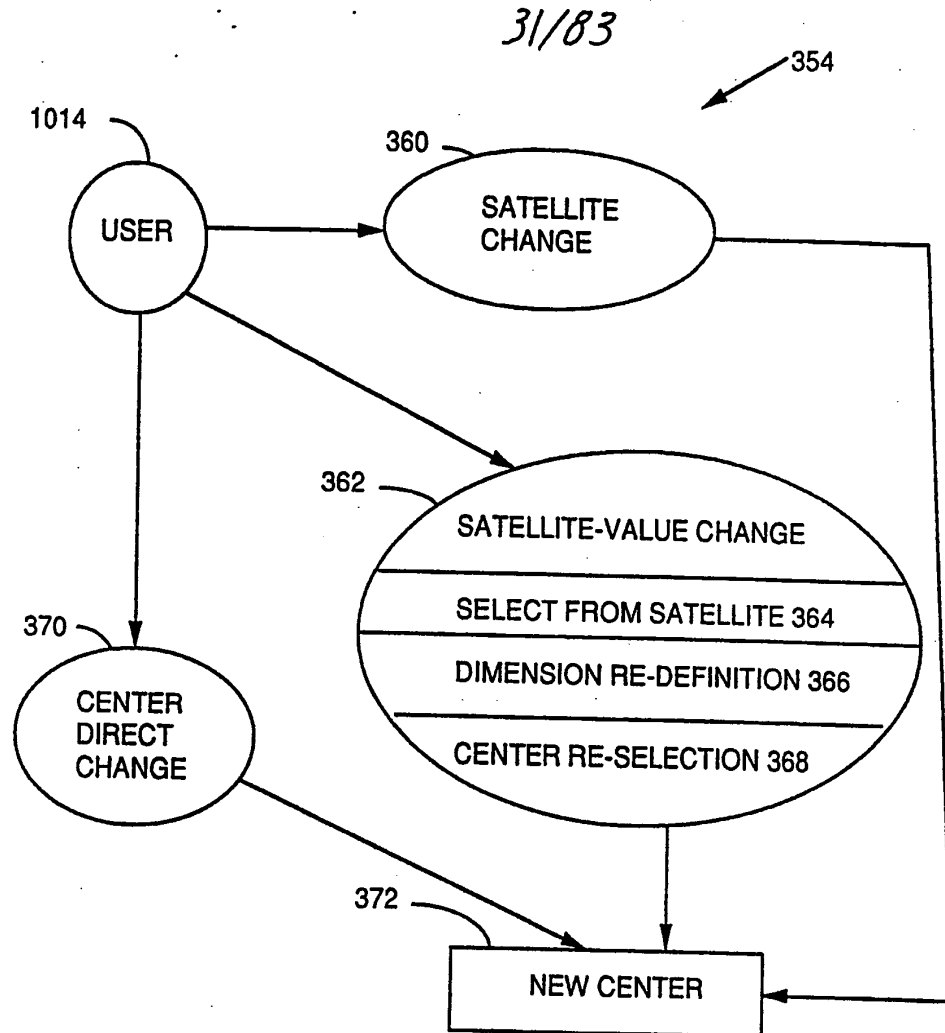 31/83
354
1014
360
USER
SATELLITE
CHANGE
362
SATELLITE-VALUE CHANGE
SELECT FROM SATELLITE 364
DIMENSION RE-DEFINITION 366
CENTER RE-SELECTION 368
370
CENTER
DIRECT
CHANGE
372
NEW CENTER